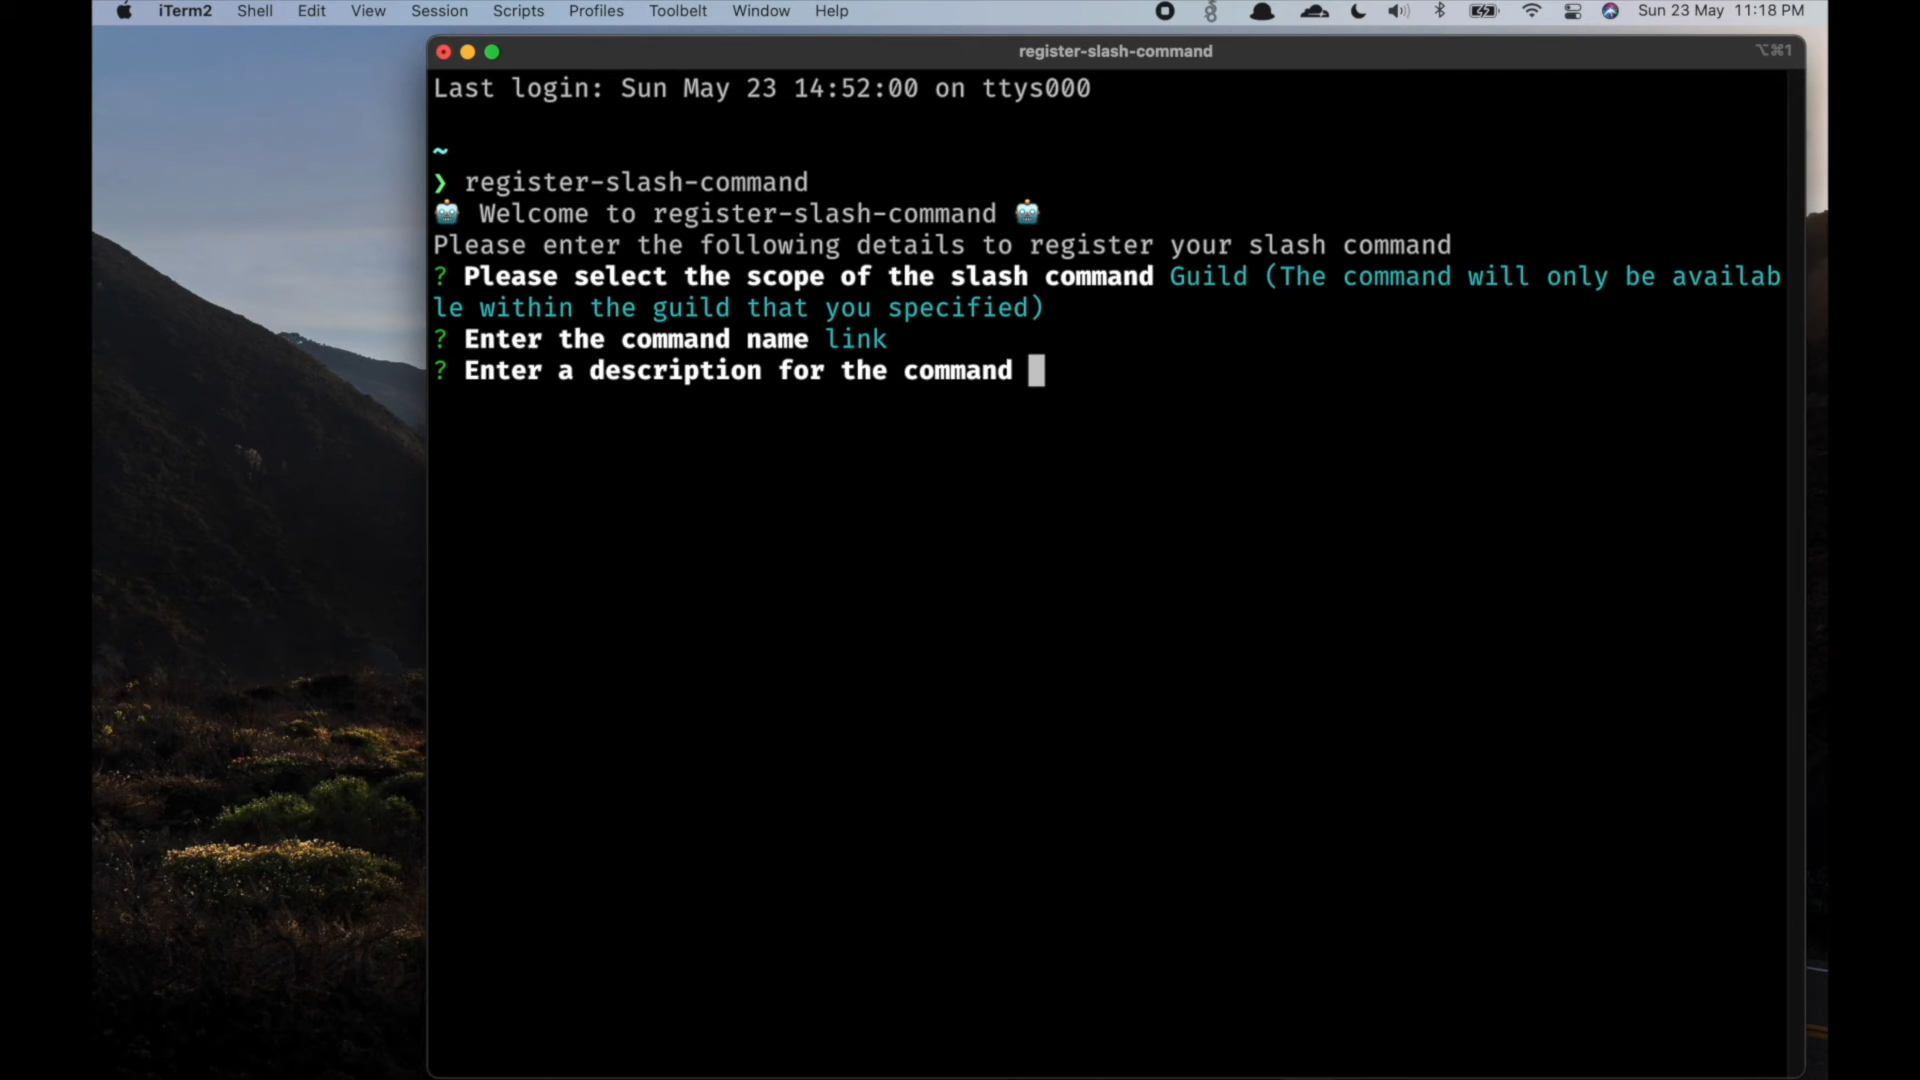 iTerm2 Shell Edit View Session Scripts Profiles Toolbelt Window Help Sun 23 May 11:18 PM
register-slash-command ⌥⌘1
Last login: Sun May 23 14:52:00 on ttys000
~
❯ register-slash-command
🤖 Welcome to register-slash-command 🤖
Please enter the following details to register your slash command
? Please select the scope of the slash command Guild (The command will only be availab
le within the guild that you specified)
? Enter the command name link
? Enter a description for the command